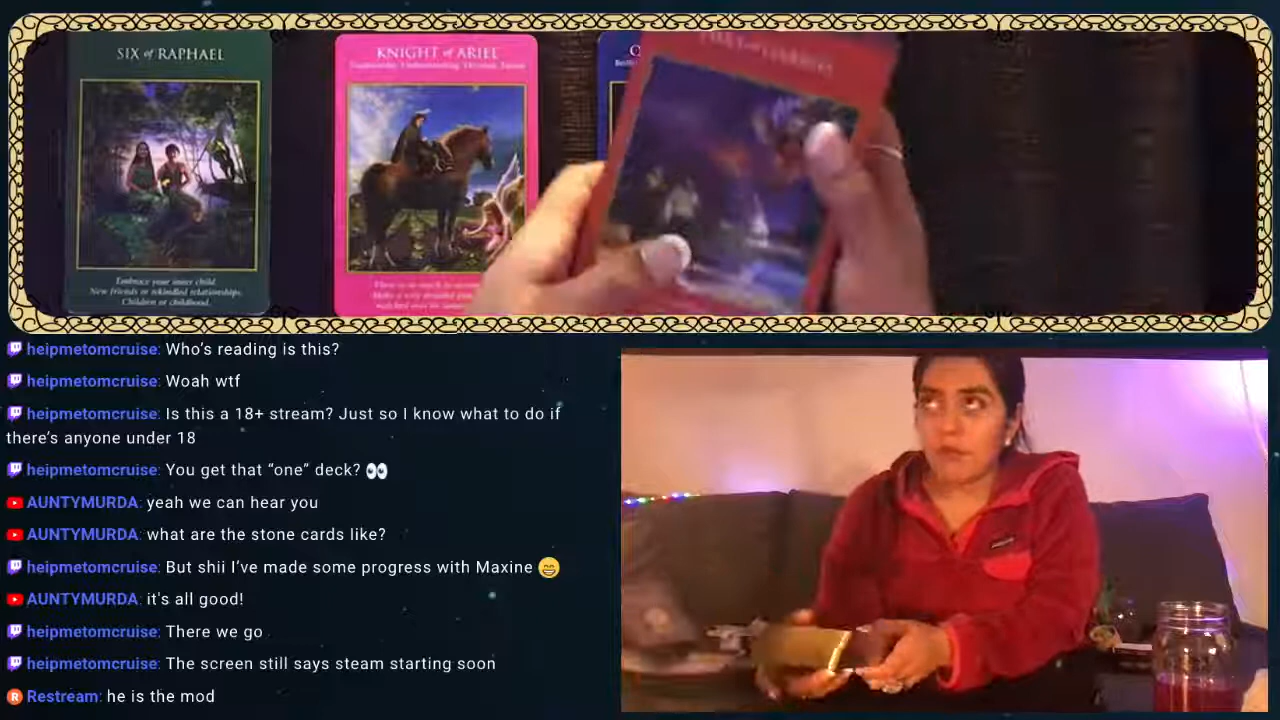 SIX of RAPHAEL
Embrace your inner child.
New friends or rekindled relationships.
Children or childhood.
KNIGHT of ARIEL
heipmetomcruise: Who's reading is this?
heipmetomcruise: Woah wtf
heipmetomcruise: Is this a 18+ stream? Just so I know what to do if
there's anyone under 18
heipmetomcruise: You get that “one” deck? 👀
AUNTYMURDA: yeah we can hear you
AUNTYMURDA: what are the stone cards like?
heipmetomcruise: But shii I've made some progress with Maxine 😄
AUNTYMURDA: it's all good!
heipmetomcruise: There we go
heipmetomcruise: The screen still says steam starting soon
Restream: he is the mod